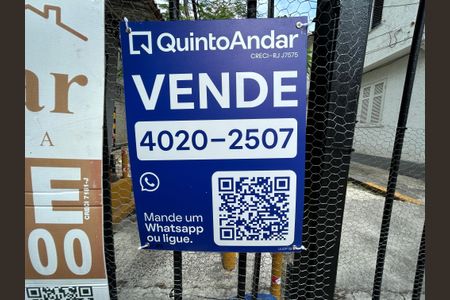 QuintoAndar
CRECI-RJ J7575
VENDE
4020-2507
Mande um
Whatsapp
ou ligue.
ar
A
E
00